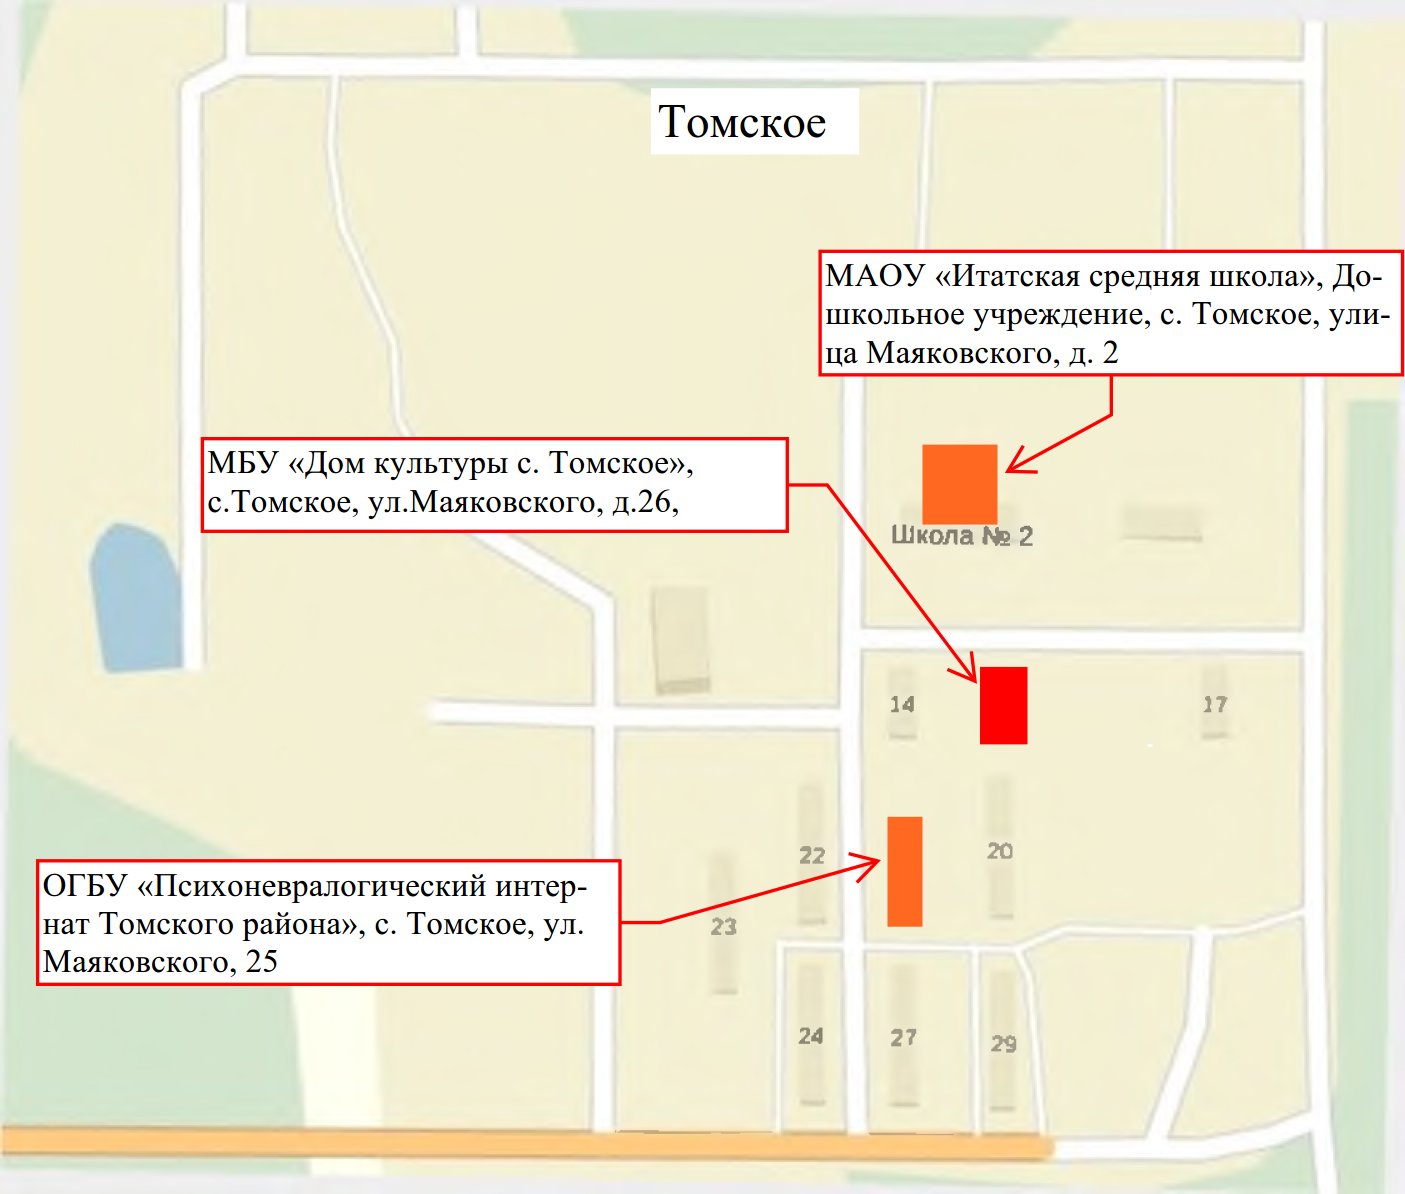 Томское
МАОУ «Итатская средняя школа», До-
школьное учреждение, с. Томское, ули-
ца Маяковского, д. 2
МБУ «Дом культуры с. Томское»,
с.Томское, ул.Маяковского, д.26,
Школа № 2
14
17
22
20
ОГБУ «Психоневралогический интер-
нат Томского района», с. Томское, ул.
Маяковского, 25
23
24
27
29